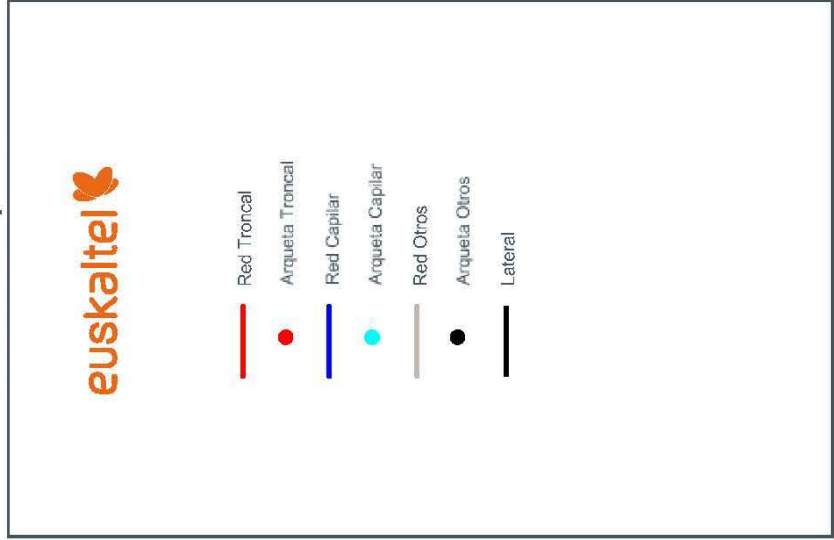 euskaltel
Red Troncal
Arqueta Troncal
Red Capilar
Arqueta Capilar
Red Otros
Arqueta Otros
Lateral